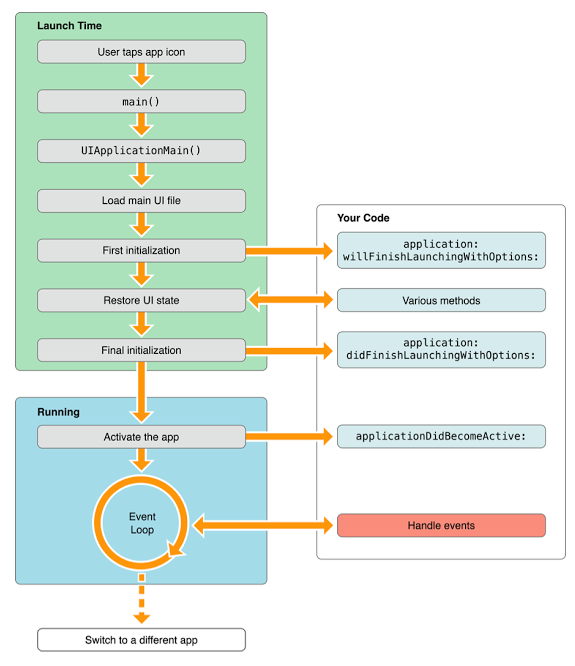 Launch Time
User taps app icon
main()
UIApplicationMain()
Load main UI file
First initialization
Restore UI state
Final initialization
Your Code
application:
willFinishLaunchingWithOptions:
Various methods
application:
didFinishLaunchingWithOptions:
Running
Activate the app
applicationDidBecomeActive:
Event
Loop
Handle events
Switch to a different app